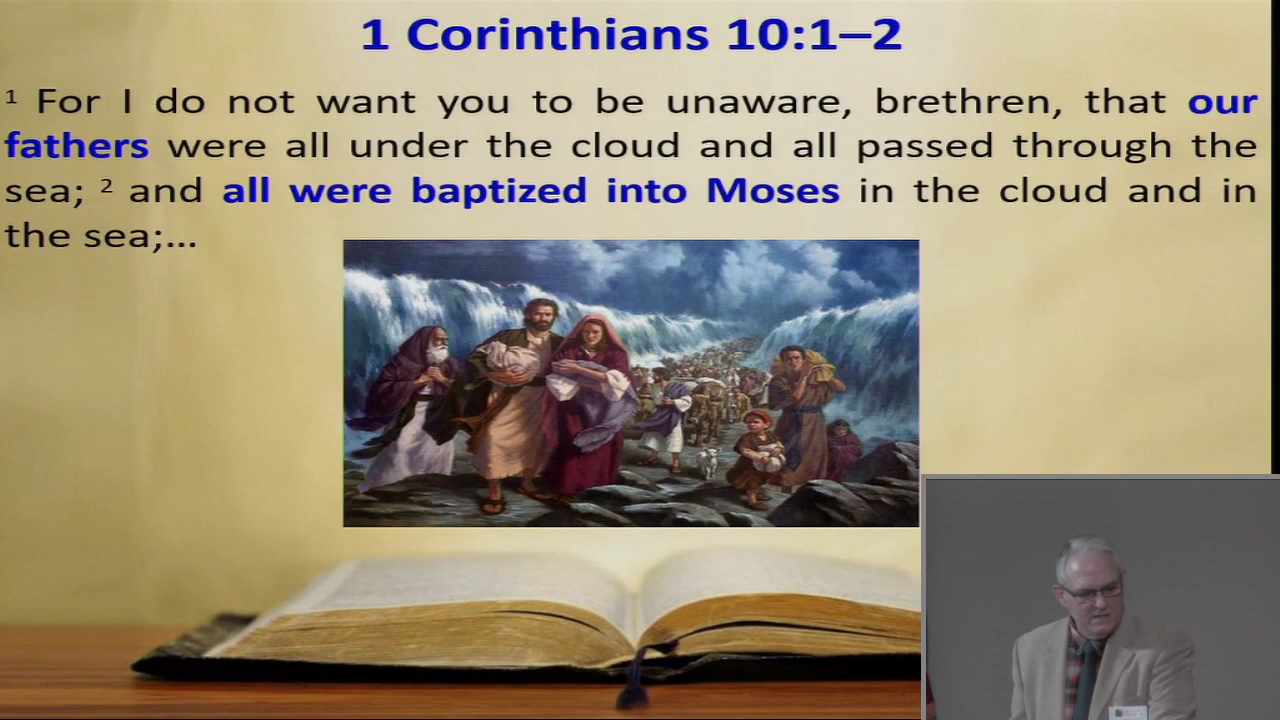 1 Corinthians 10:1–2
1 For I do not want you to be unaware, brethren, that our
fathers were all under the cloud and all passed through the
sea; 2 and all were baptized into Moses in the cloud and in
the sea;...